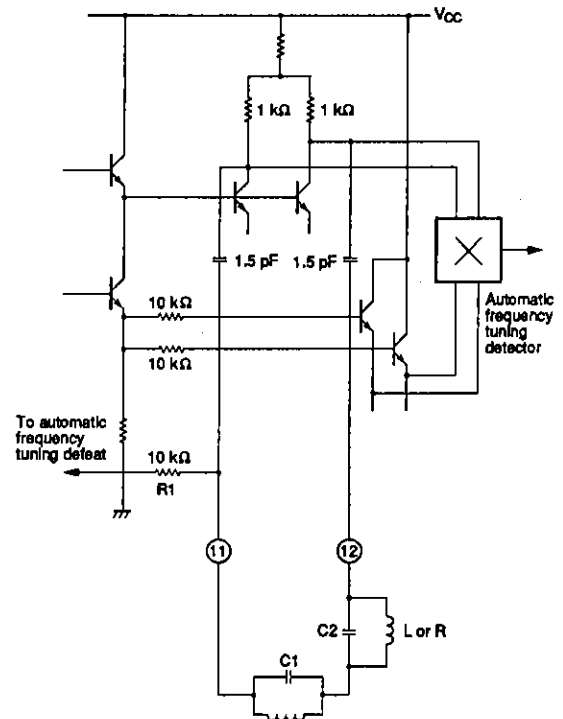 VCC
1 kΩ
1 kΩ
1.5 pF
1.5 pF
10 kΩ
10 kΩ
Automatic
frequency
tuning
detector
To automatic
frequency
tuning defeat
10 kΩ
R1
11
12
C2
L or R
C1